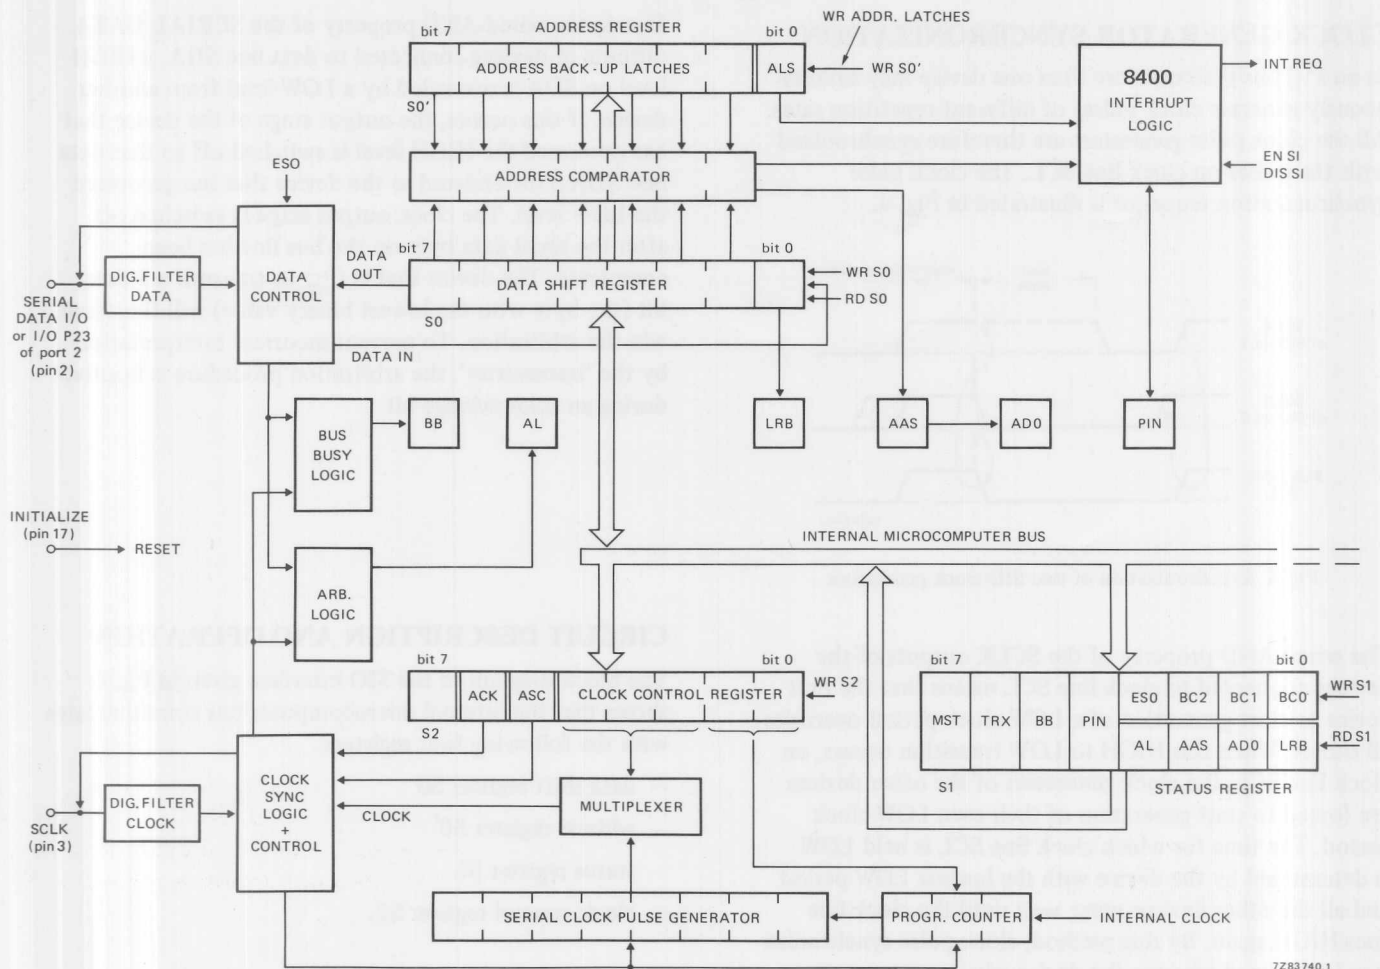 bit 7
ADDRESS REGISTER
bit 0
WR ADDR. LATCHES
ADDRESS BACK-UP LATCHES
ALS
WR S0'
S0'
8400
INTERRUPT
LOGIC
INT REQ
EN SI
DIS SI
ADDRESS COMPARATOR
ESO
bit 7
bit 0
DATA
OUT
DATA SHIFT REGISTER
WR S0
RD S0
S0
DATA IN
DIG. FILTER
DATA
DATA
CONTROL
SERIAL
DATA I/O
or I/O P23
of port 2
(pin 2)
BUS
BUSY
LOGIC
BB
AL
LRB
AAS
AD0
PIN
INITIALIZE
(pin 17)
RESET
ARB.
LOGIC
INTERNAL MICROCOMPUTER BUS
bit 7
bit 0
ACK
ASC
CLOCK CONTROL REGISTER
WR S2
S2
bit 7
bit 0
MST
TRX
BB
PIN
ESO
BC2
BC1
BC0
WR S1
AL
AAS
AD0
LRB
RD S1
S1
STATUS REGISTER
CLOCK
SYNC
LOGIC
+
CONTROL
CLOCK
MULTIPLEXER
DIG. FILTER
CLOCK
SCLK
(pin 3)
SERIAL CLOCK PULSE GENERATOR
PROGR. COUNTER
INTERNAL CLOCK
7Z83740.1